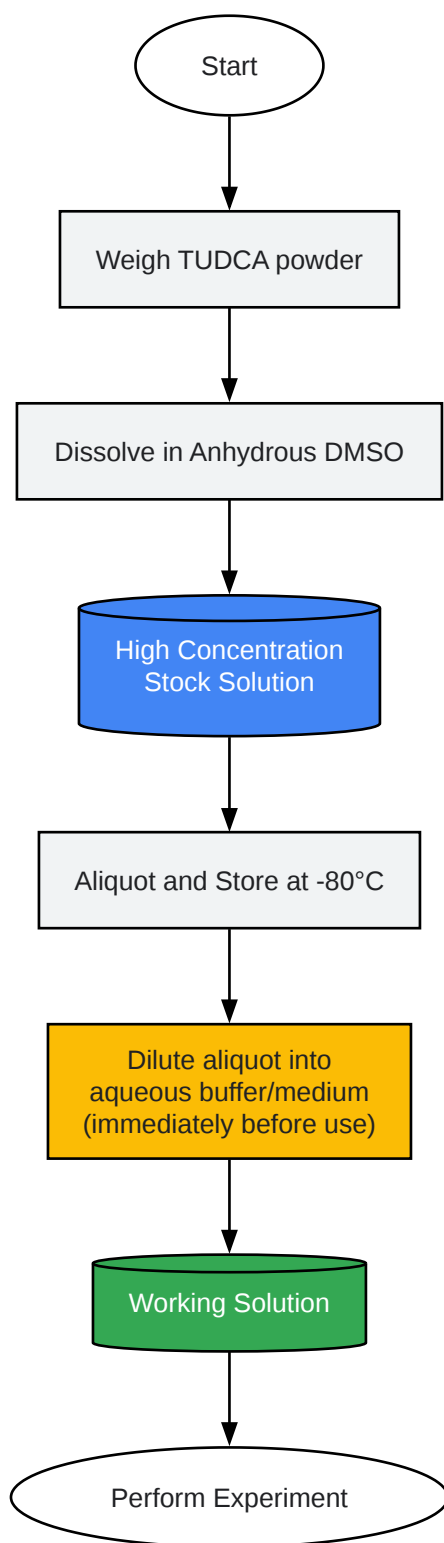 Start
Weigh TUDCA powder
Dissolve in Anhydrous DMSO
High Concentration
Stock Solution
Aliquot and Store at -80°C
Dilute aliquot into
aqueous buffer/medium
(immediately before use)
Working Solution
Perform Experiment